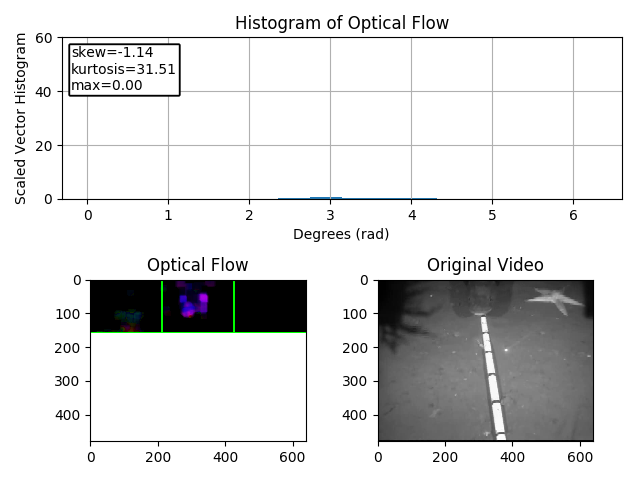 Histogram of Optical Flow
Scaled Vector Histogram
60
40
20
0
skew=-1.14
kurtosis=31.51
max=0.00
0 1 2 3 4 5 6
Degrees (rad)
Optical Flow
0
100
200
300
400
0 200 400 600
Original Video
0
100
200
300
400
0 200 400 600